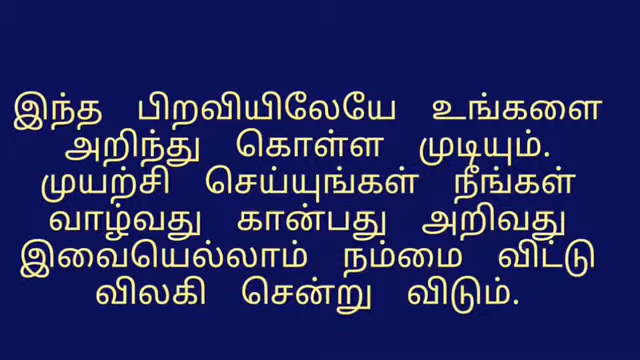 இந்த பிறவியிலேயே உங்களை
அறிந்து கொள்ள முடியும்.
முயற்சி செய்யுங்கள் நீங்கள்
வாழ்வது கான்பது அறிவது
இவையெல்லாம் நம்மை விட்டு
விலகி சென்று விடும்.